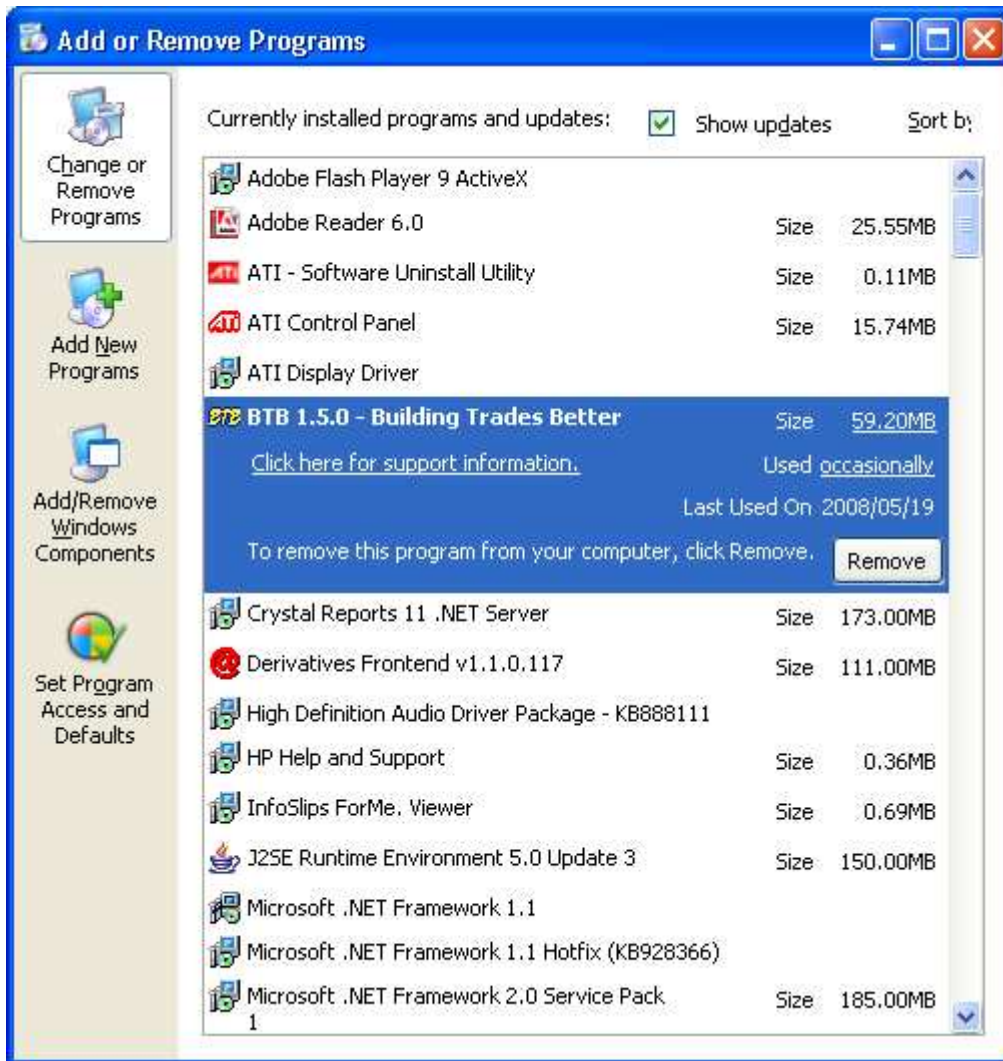 Add or Remove Programs
Change or
Remove
Programs
Add New
Programs
Add/Remove
Windows
Components
Set Program
Access and
Defaults
Currently installed programs and updates: Show updates Sort by
Adobe Flash Player 9 ActiveX
Adobe Reader 6.0 Size 25.55MB
ATI ATI - Software Uninstall Utility Size 0.11MB
ATI ATI Control Panel Size 15.74MB
ATI Display Driver
BTB BTB 1.5.0 - Building Trades Better Size 59.20MB
Click here for support information. Used occasionally
Last Used On 2008/05/19
To remove this program from your computer, click Remove. Remove
Crystal Reports 11 .NET Server Size 173.00MB
@ Derivatives Frontend v1.1.0.117 Size 111.00MB
High Definition Audio Driver Package - KB888111
HP Help and Support Size 0.36MB
InfoSlips ForMe. Viewer Size 0.69MB
J2SE Runtime Environment 5.0 Update 3 Size 150.00MB
Microsoft .NET Framework 1.1
Microsoft .NET Framework 1.1 Hotfix (KB928366)
Microsoft .NET Framework 2.0 Service Pack Size 185.00MB
1